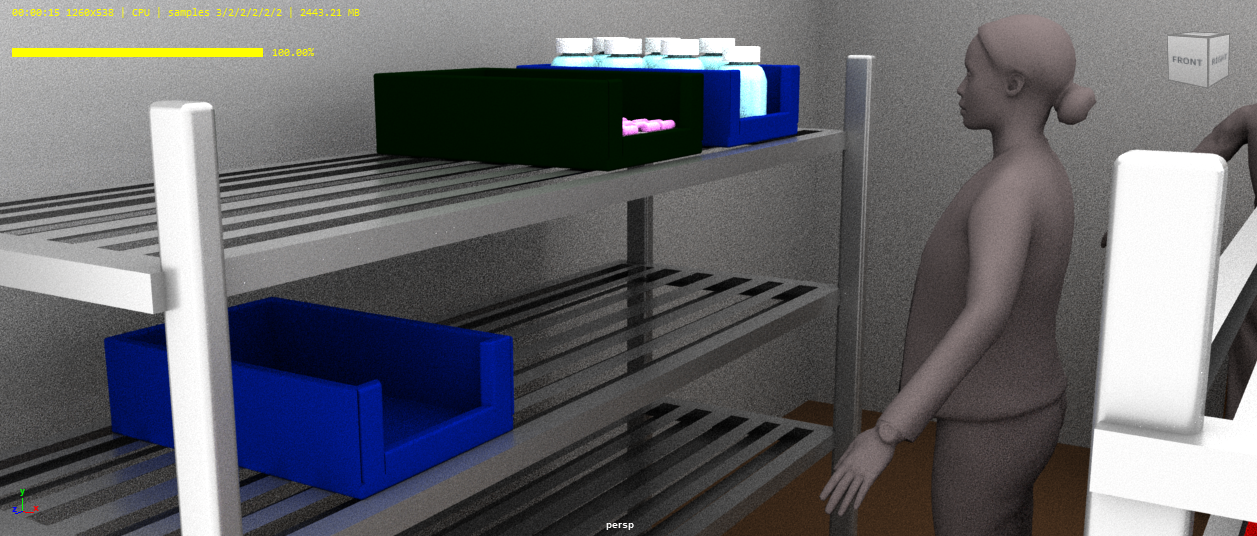 00:00:15 1260x538 | CPU | samples 3/2/2/2/2/2 | 2443.21 MB
100.00%
FRONT
persp
y
z
x